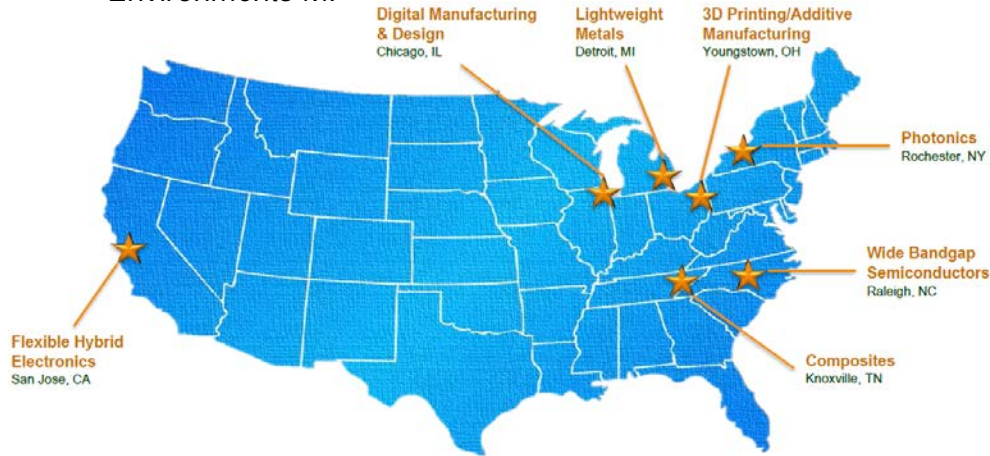 Digital Manufacturing
& Design
Chicago, IL
Lightweight
Metals
Detroit, MI
3D Printing/Additive
Manufacturing
Youngstown, OH
Photonics
Rochester, NY
Wide Bandgap
Semiconductors
Raleigh, NC
Flexible Hybrid
Electronics
San Jose, CA
Composites
Knoxville, TN